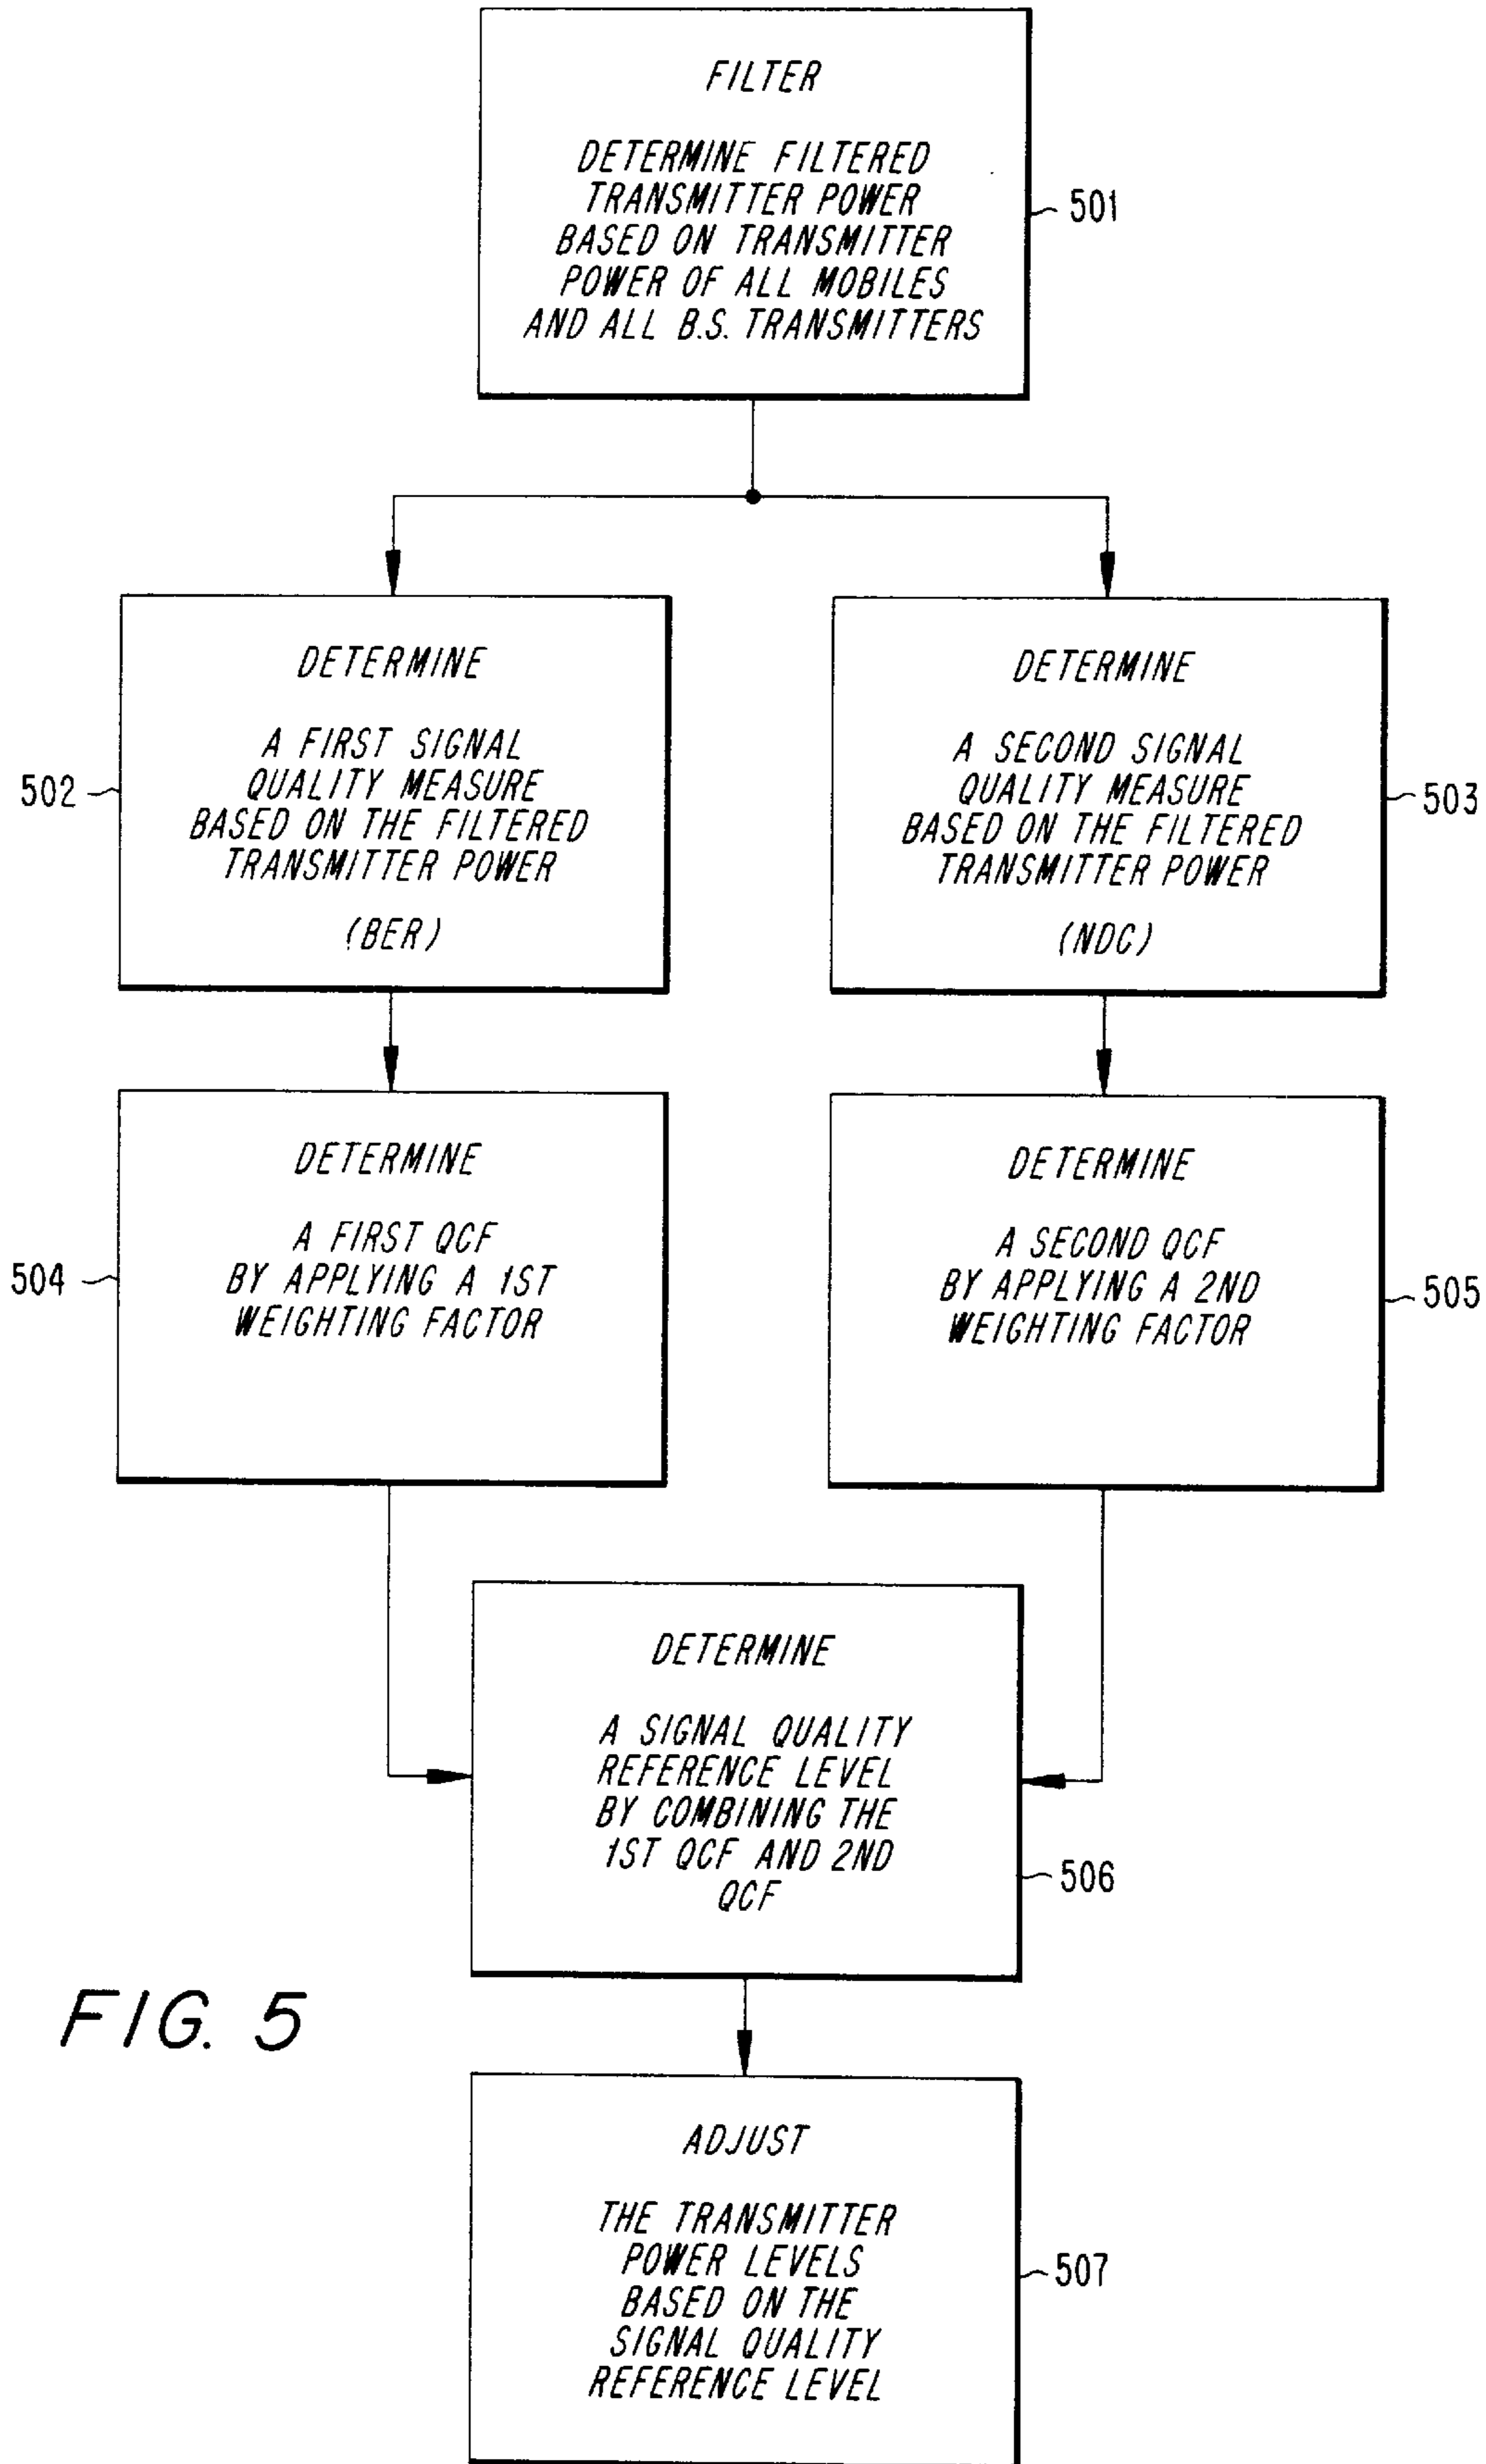 FILTER
DETERMINE FILTERED
TRANSMITTER POWER
BASED ON TRANSMITTER
POWER OF ALL MOBILES
AND ALL B.S. TRANSMITTERS
501
DETERMINE
A FIRST SIGNAL
QUALITY MEASURE
BASED ON THE FILTERED
TRANSMITTER POWER
(BER)
502
DETERMINE
A SECOND SIGNAL
QUALITY MEASURE
BASED ON THE FILTERED
TRANSMITTER POWER
(NDC)
503
DETERMINE
A FIRST QCF
BY APPLYING A 1ST
WEIGHTING FACTOR
504
DETERMINE
A SECOND QCF
BY APPLYING A 2ND
WEIGHTING FACTOR
505
DETERMINE
A SIGNAL QUALITY
REFERENCE LEVEL
BY COMBINING THE
1ST QCF AND 2ND
QCF
506
FIG. 5
ADJUST
THE TRANSMITTER
POWER LEVELS
BASED ON THE
SIGNAL QUALITY
REFERENCE LEVEL
507